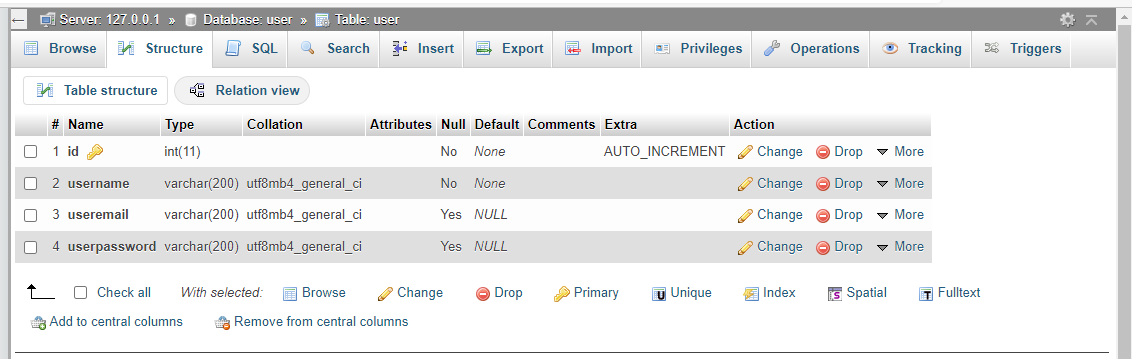 Server: 127.0.0.1 » Database: user » Table: user
Browse Structure SQL Search Insert Export Import Privileges Operations Tracking Triggers
Table structure Relation view
# Name Type Collation Attributes Null Default Comments Extra Action
1 id int(11) No None AUTO_INCREMENT Change Drop More
2 username varchar(200) utf8mb4_general_ci No None Change Drop More
3 useremail varchar(200) utf8mb4_general_ci Yes NULL Change Drop More
4 userpassword varchar(200) utf8mb4_general_ci Yes NULL Change Drop More
Check all With selected: Browse Change Drop Primary Unique Index Spatial Fulltext
Add to central columns Remove from central columns